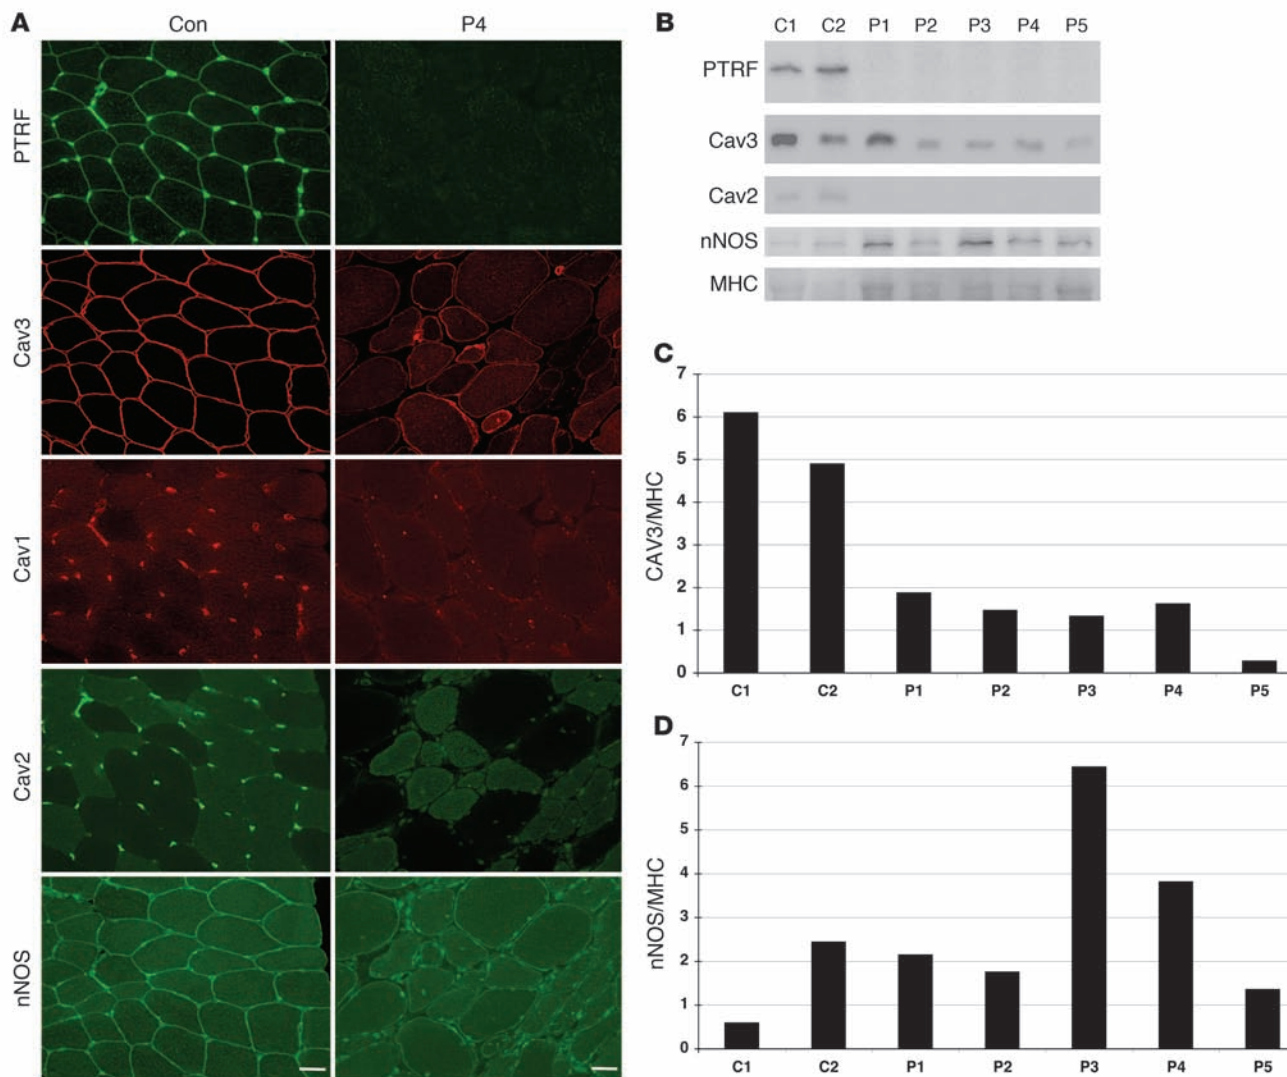 A
Con
P4
PTRF
Cav3
Cav1
Cav2
nNOS
B
C1 C2 P1 P2 P3 P4 P5
PTRF
Cav3
Cav2
nNOS
MHC
C
CAV3/MHC
7
6
5
4
3
2
1
0
C1 C2 P1 P2 P3 P4 P5
D
nNOS/MHC
7
6
5
4
3
2
1
0
C1 C2 P1 P2 P3 P4 P5